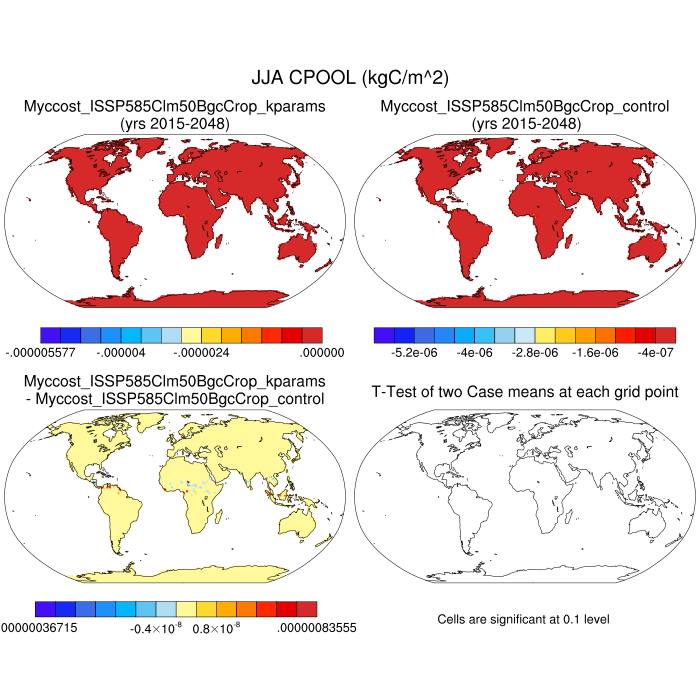 JJA CPOOL (kgC/m^2)
Myccost_ISSP585Clm50BgcCrop_kparams
(yrs 2015-2048)
Myccost_ISSP585Clm50BgcCrop_control
(yrs 2015-2048)
-.000005577 -.000004 -.0000024 .000000
-5.2e-06 -4e-06 -2.8e-06 -1.6e-06 -4e-07
Myccost_ISSP585Clm50BgcCrop_kparams
- Myccost_ISSP585Clm50BgcCrop_control
T-Test of two Case means at each grid point
00000036715 -0.4×10⁻⁸ 0.8×10⁻⁸ .00000083555
Cells are significant at 0.1 level